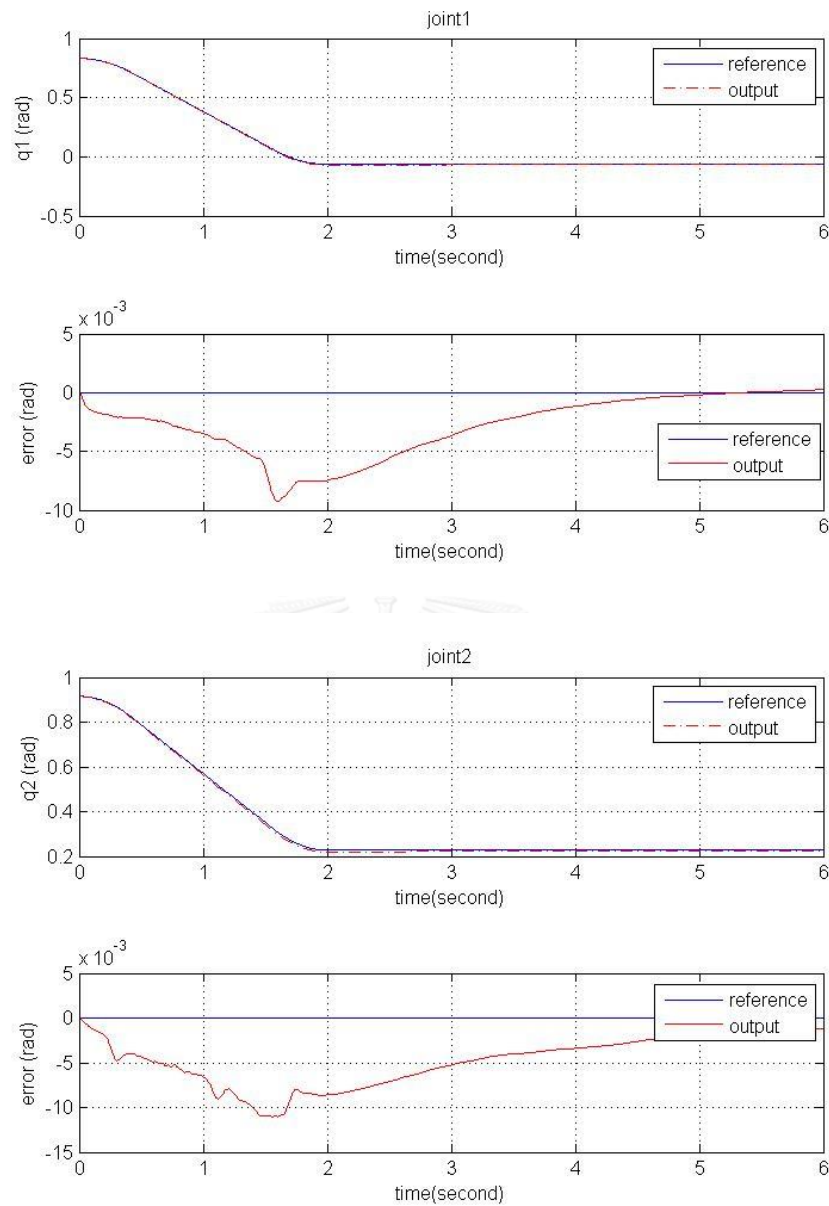 joint1
1
0.5
0
-0.5
q1 (rad)
reference
output
0 1 2 3 4 5 6
time(second)
x 10^-3
5
0
-5
-10
error (rad)
reference
output
0 1 2 3 4 5 6
time(second)
joint2
1
0.8
0.6
0.4
0.2
q2 (rad)
reference
output
0 1 2 3 4 5 6
time(second)
x 10^-3
5
0
-5
-10
-15
error (rad)
reference
output
0 1 2 3 4 5 6
time(second)